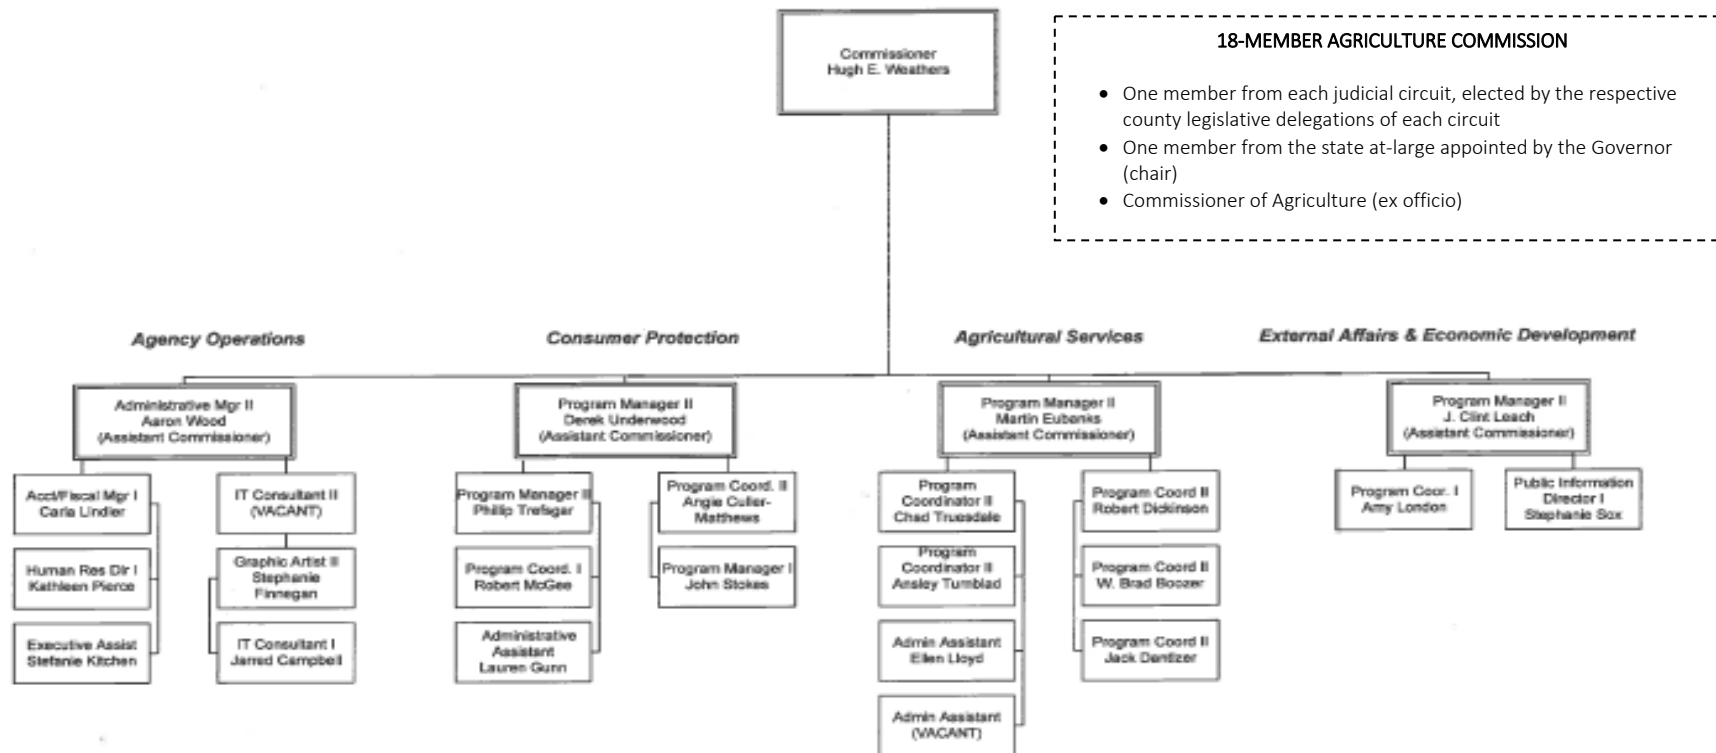 Commissioner
Hugh E. Weathers
18-MEMBER AGRICULTURE COMMISSION
• One member from each judicial circuit, elected by the respective
county legislative delegations of each circuit
• One member from the state at-large appointed by the Governor
(chair)
• Commissioner of Agriculture (ex officio)
Agency Operations
Consumer Protection
Agricultural Services
External Affairs & Economic Development
Administrative Mgr II
Aaron Wood
(Assistant Commissioner)
Program Manager II
Derek Underwood
(Assistant Commissioner)
Program Manager II
Martin Eubanks
(Assistant Commissioner)
Program Manager II
J. Clint Leach
(Assistant Commissioner)
Acct/Fiscal Mgr I
Carla Lindler
Human Res Dir I
Kathleen Pierce
Executive Assist
Stefanie Kitchen
IT Consultant II
(VACANT)
Graphic Artist II
Stephanie
Finnegan
IT Consultant I
Jarred Campbell
Program Manager II
Phillip Trefsgar
Program Coord. I
Robert McGee
Administrative
Assistant
Lauren Gunn
Program Coord. II
Angie Culler-
Matthews
Program Manager I
John Stokes
Program
Coordinator II
Chad Truesdale
Program
Coordinator II
Ansley Turnblad
Admin Assistant
Ellen Lloyd
Admin Assistant
(VACANT)
Program Coord II
Robert Dickinson
Program Coord II
W. Brad Boozer
Program Coord II
Jack Dantzler
Program Coor. I
Amy London
Public Information
Director I
Stephanie Sox